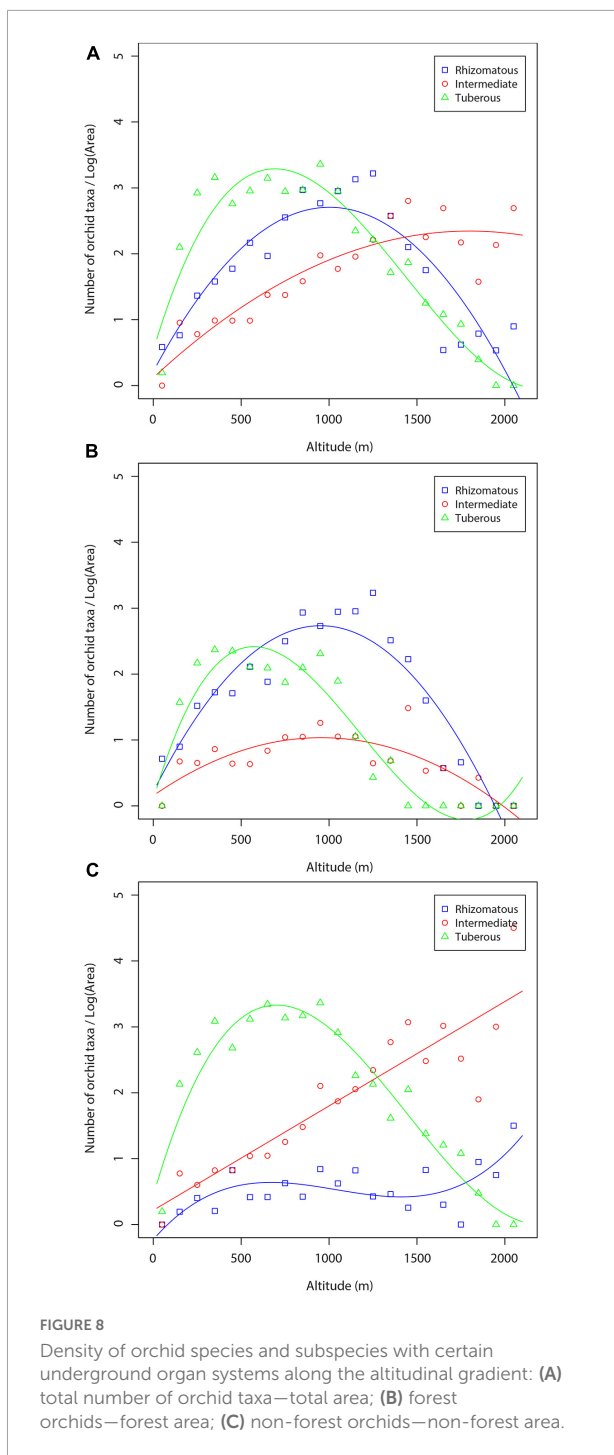 A
Rhizomatous
Intermediate
Tuberous
Number of orchid taxa / Log(Area)
5
4
3
2
1
0
0 500 1000 1500 2000
Altitude (m)
B
Rhizomatous
Intermediate
Tuberous
Number of orchid taxa / Log(Area)
5
4
3
2
1
0
0 500 1000 1500 2000
Altitude (m)
C
Rhizomatous
Intermediate
Tuberous
Number of orchid taxa / Log(Area)
5
4
3
2
1
0
0 500 1000 1500 2000
Altitude (m)
FIGURE 8
Density of orchid species and subspecies with certain
underground organ systems along the altitudinal gradient: (A)
total number of orchid taxa—total area; (B) forest
orchids—forest area; (C) non-forest orchids—non-forest area.